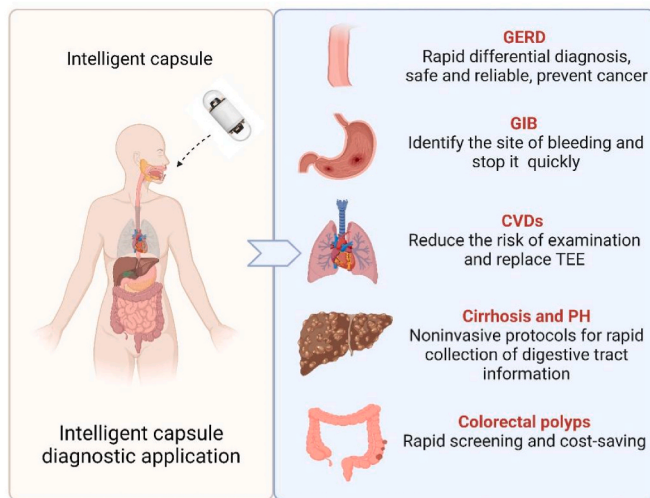 Intelligent capsule
Intelligent capsule
diagnostic application
GERD
Rapid differential diagnosis,
safe and reliable, prevent cancer
GIB
Identify the site of bleeding and
stop it quickly
CVDs
Reduce the risk of examination
and replace TEE
Cirrhosis and PH
Noninvasive protocols for rapid
collection of digestive tract
information
Colorectal polyps
Rapid screening and cost-saving